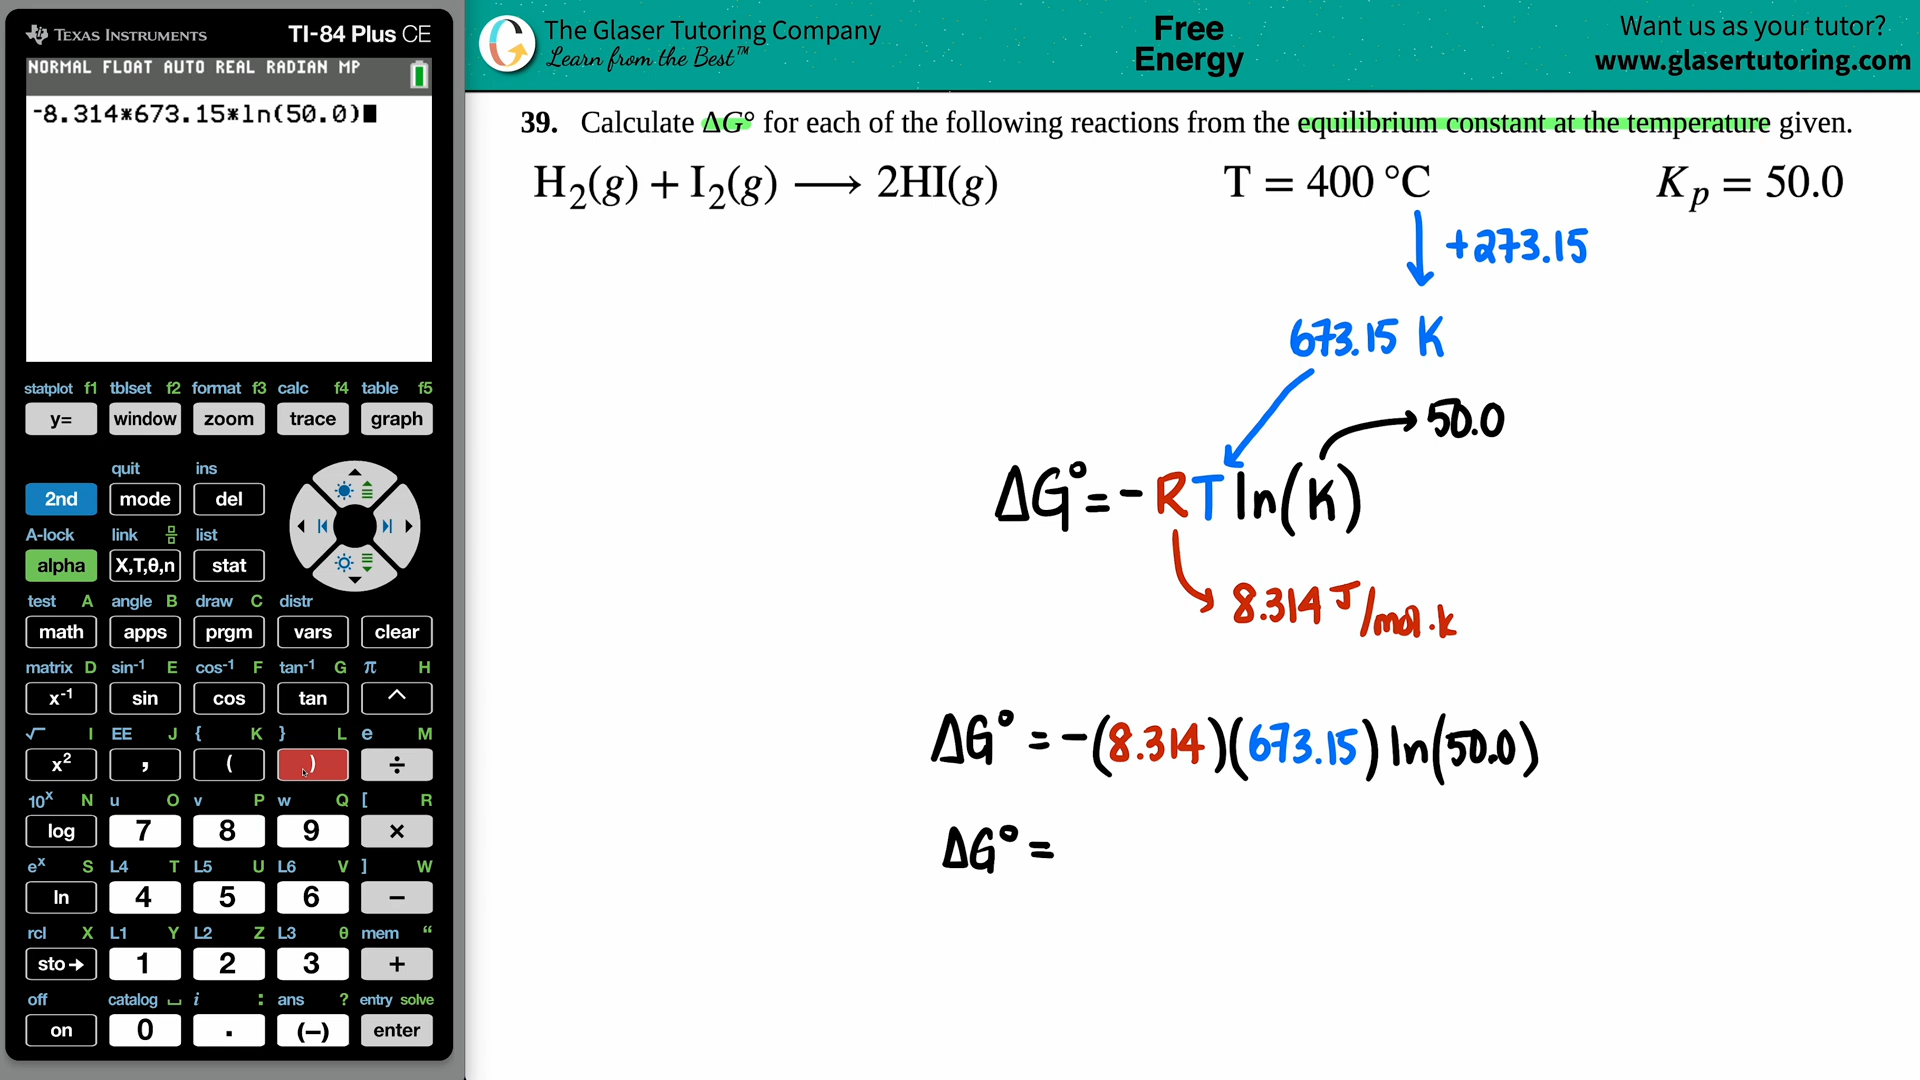 TEXAS INSTRUMENTS TI-84 Plus CE
NORMAL FLOAT AUTO REAL RADIAN MP
-8.314*673.15*ln(50.0)
statplot f1 tblset f2 format f3 calc f4 table f5
y= window zoom trace graph
quit ins
2nd mode del
A-lock link list
alpha X,T,θ,n stat
test A angle B draw C distr
math apps prgm vars clear
matrix D sin⁻¹ E cos⁻¹ F tan⁻¹ G π H
x⁻¹ sin cos tan ^
√ I EE J { K } L e M
x² , ( ) ÷
10ˣ N u O v P w Q [ R
log 7 8 9 ×
eˣ S L4 T L5 U L6 V ] W
ln 4 5 6 −
rcl X L1 Y L2 Z L3 θ mem “
sto→ 1 2 3 +
off catalog ⎵ i : ans ? entry solve
on 0 . (−) enter
The Glaser Tutoring Company
Learn from the Best™
Free
Energy
Want us as your tutor?
www.glasertutoring.com
39. Calculate ΔG° for each of the following reactions from the equilibrium constant at the temperature given.
H₂(g) + I₂(g) ⟶ 2HI(g) T = 400 °C Kₚ = 50.0
+273.15
673.15 K
50.0
ΔG° = -RT ln(K)
8.314 J/mol·K
ΔG° = -(8.314)(673.15) ln(50.0)
ΔG° =